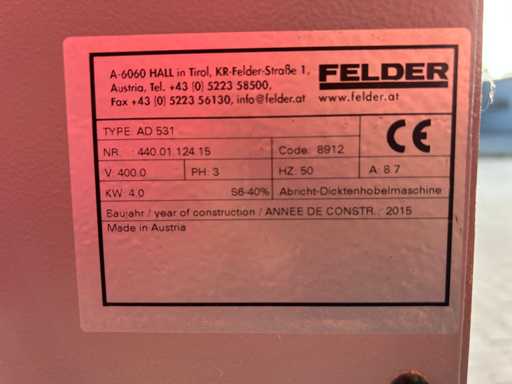 A-6060 HALL in Tirol, KR-Felder-Straße 1,
Austria, Tel. +43 (0) 5223 58500,
Fax +43 (0) 5223 56130, info@felder.at
FELDER
www.felder.at
TYPE: AD 531
NR. : 440.01.124.15 Code: 8912
CE
V: 400.0 PH: 3 HZ: 50 A: 8.7
KW: 4.0 S6-40% Abricht-Dicktenhobelmaschine
Baujahr / year of construction / ANNEE DE CONSTR. : 2015
Made in Austria